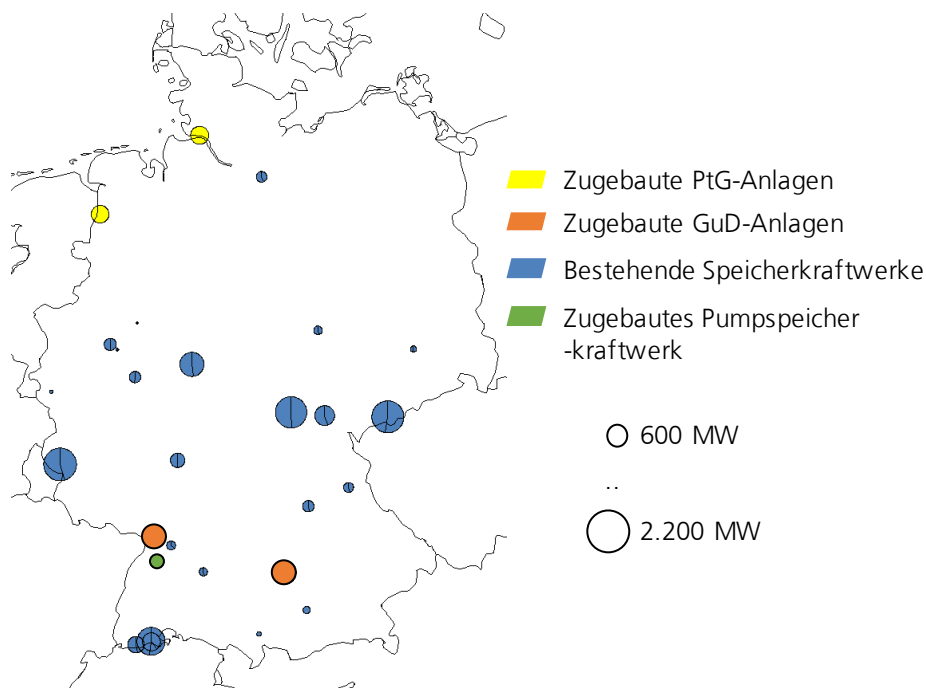 Zugebaute PtG-Anlagen
Zugebaute GuD-Anlagen
Bestehende Speicherkraftwerke
Zugebautes Pumpspeicher
-kraftwerk
600 MW
..
2.200 MW